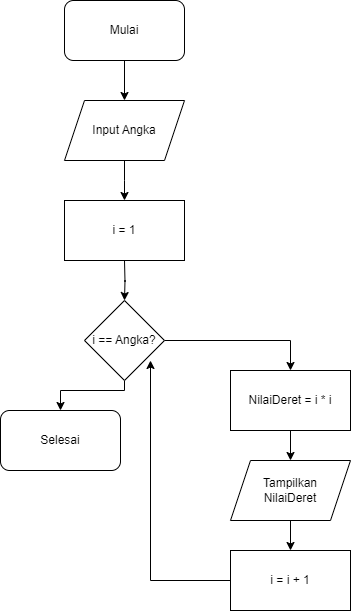 Mulai
Input Angka
i = 1
i == Angka?
NilaiDeret = i * i
Selesai
Tampilkan
NilaiDeret
i = i + 1